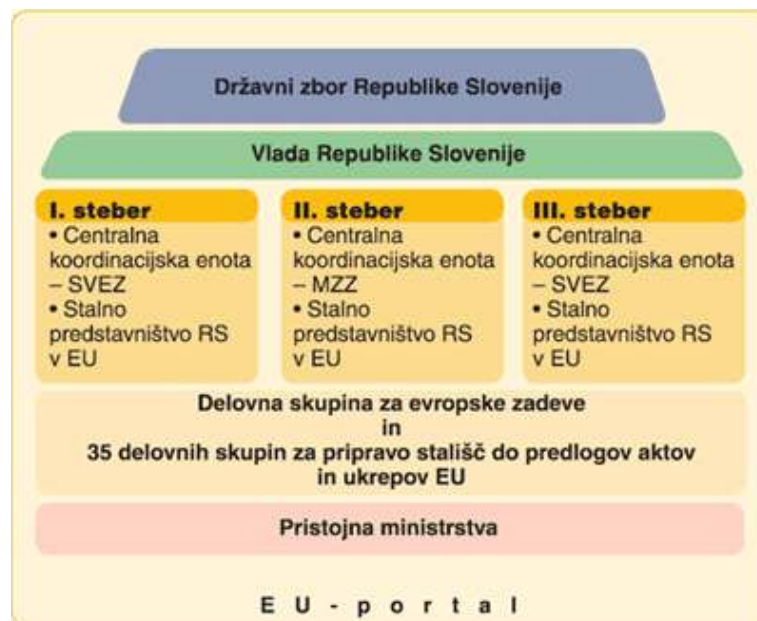 Državni zbor Republike Slovenije
Vlada Republike Slovenije
I. steber
• Centralna
koordinacijska enota
– SVEZ
• Stalno
predstavništvo RS
v EU
II. steber
• Centralna
koordinacijska enota
– MZZ
• Stalno
predstavništvo RS
v EU
III. steber
• Centralna
koordinacijska enota
– SVEZ
• Stalno
predstavništvo RS
v EU
Delovna skupina za evropske zadeve
in
35 delovnih skupin za pripravo stališč do predlogov aktov
in ukrepov EU
Pristojna ministrstva
E U - p o r t a l